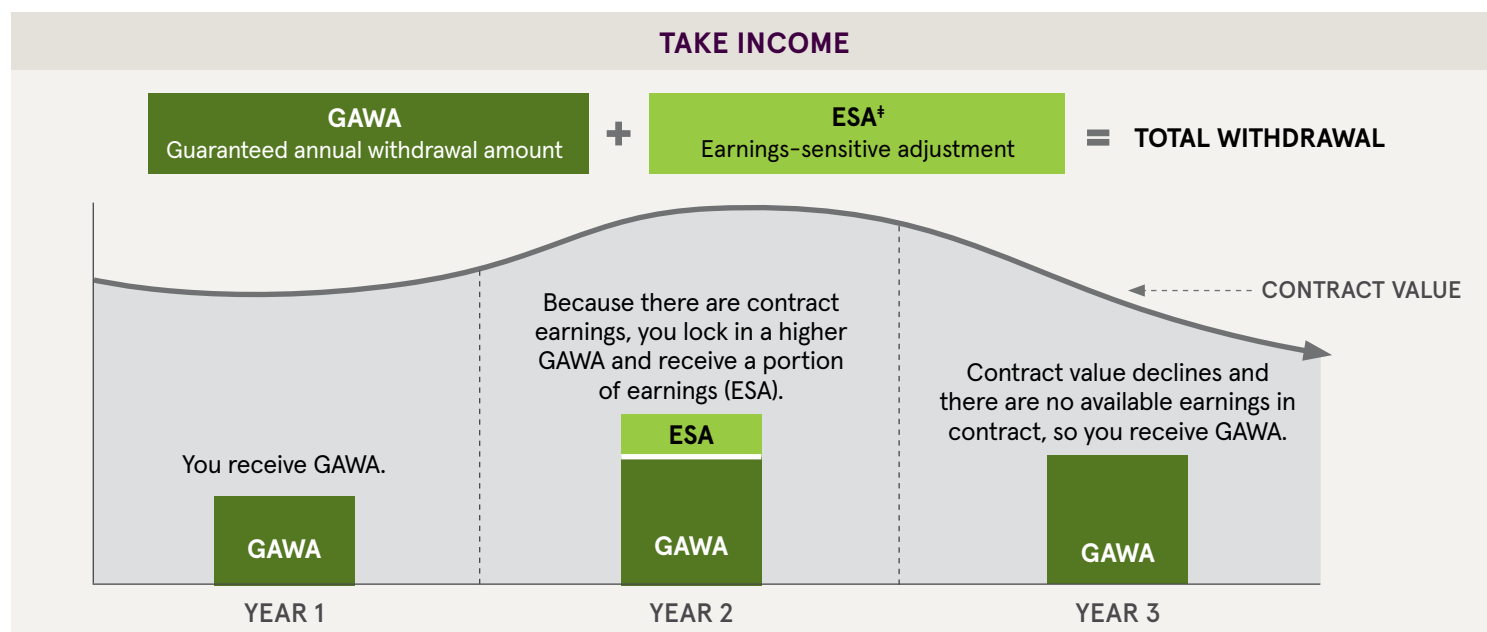 TAKE INCOME
GAWA
Guaranteed annual withdrawal amount
+
ESA‡
Earnings-sensitive adjustment
=
TOTAL WITHDRAWAL
CONTRACT VALUE
You receive GAWA.
GAWA
YEAR 1
Because there are contract
earnings, you lock in a higher
GAWA and receive a portion
of earnings (ESA).
ESA
GAWA
YEAR 2
Contract value declines and
there are no available earnings in
contract, so you receive GAWA.
GAWA
YEAR 3